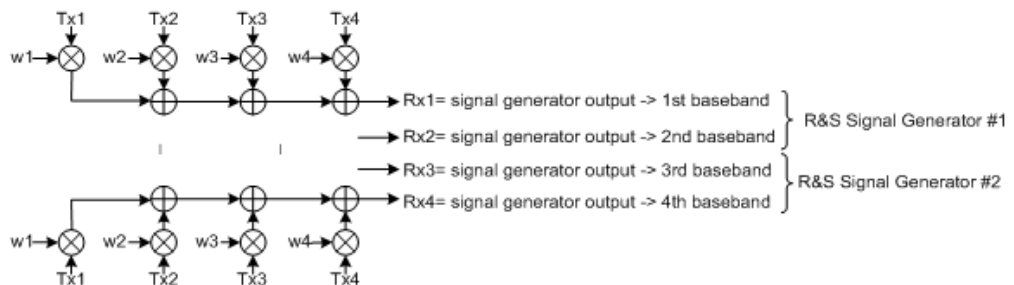 Tx1 Tx2 Tx3 Tx4
w1 w2 w3 w4
Rx1= signal generator output -> 1st baseband
Rx2= signal generator output -> 2nd baseband
R&S Signal Generator #1
Rx3= signal generator output -> 3rd baseband
Rx4= signal generator output -> 4th baseband
R&S Signal Generator #2
w1 w2 w3 w4
Tx1 Tx2 Tx3 Tx4